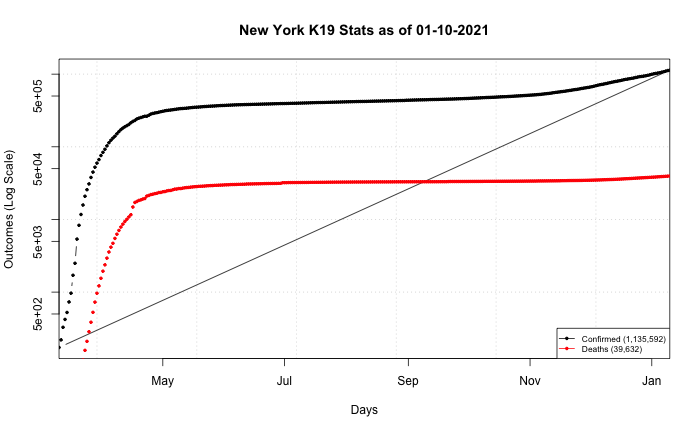 New York K19 Stats as of 01-10-2021
Outcomes (Log Scale)
5e+05
5e+04
5e+03
5e+02
May Jul Sep Nov Jan
Days
Confirmed (1,135,592)
Deaths (39,632)